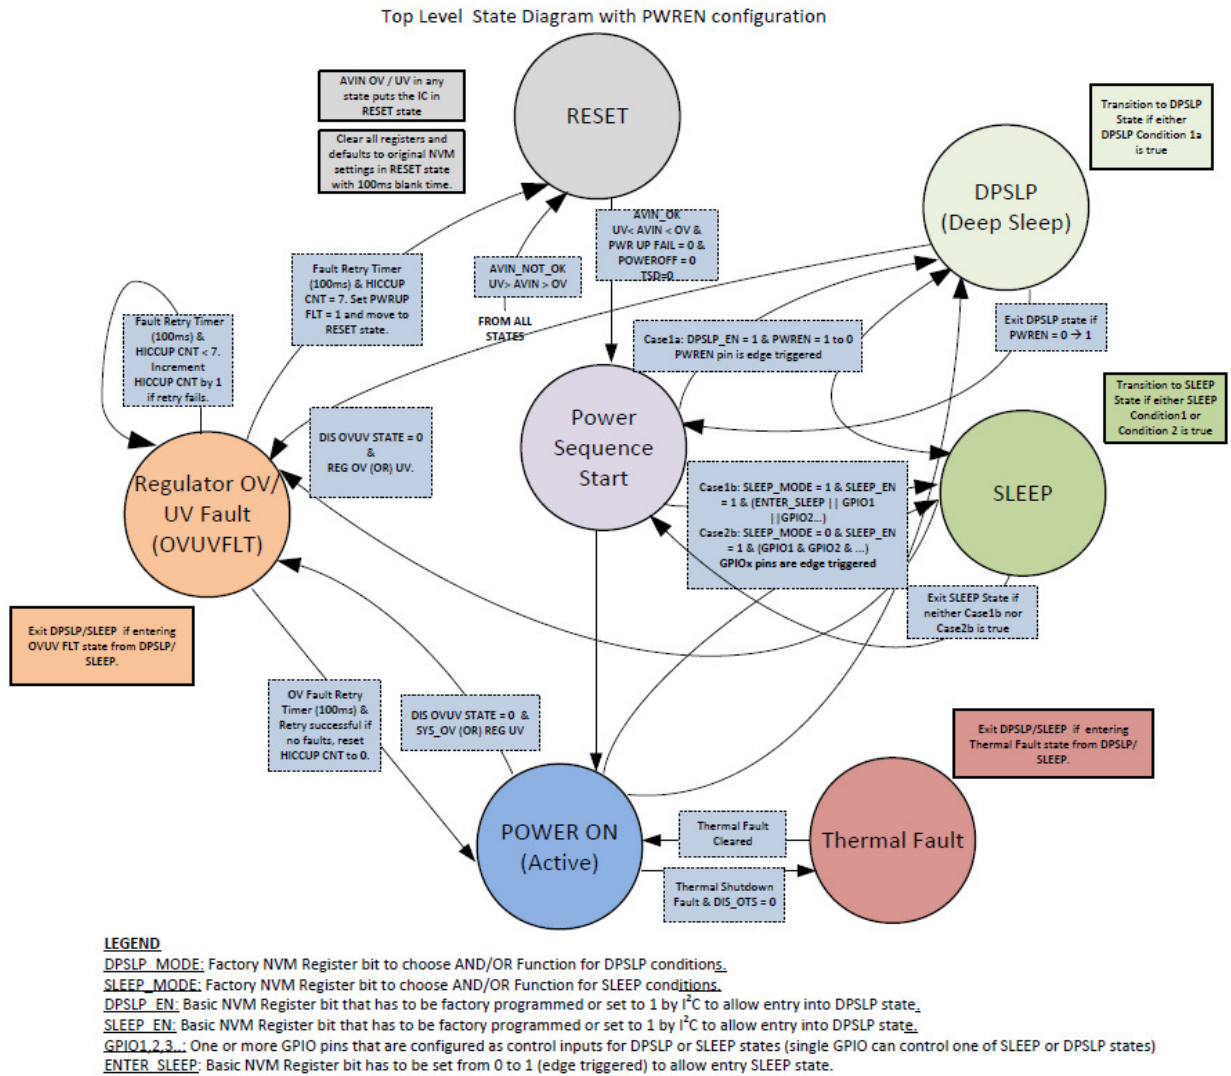 Top Level State Diagram with PWREN configuration
AVIN OV / UV in any
state puts the IC in
RESET state
Clear all registers and
defaults to original NVM
settings in RESET state
with 100ms blank time.
RESET
Transition to DPSLP
State if either
DPSLP Condition 1a
is true
DPSLP
(Deep Sleep)
AVIN_OK
UV< AVIN < OV &
PWR UP FAIL = 0 &
POWEROFF = 0
TSD=0
AVIN_NOT_OK
UV> AVIN > OV
FROM ALL
STATES
Fault Retry Timer
(100ms) & HICCUP
CNT = 7. Set PWRUP
FLT = 1 and move to
RESET state.
Fault Retry Timer
(100ms) &
HICCUP CNT < 7.
Increment
HICCUP CNT by 1
if retry fails.
Case1a: DPSLP_EN = 1 & PWREN = 1 to 0
PWREN pin is edge triggered
Exit DPSLP state if
PWREN = 0 → 1
Transition to SLEEP
State if either SLEEP
Condition1 or
Condition 2 is true
DIS OVUV STATE = 0
&
REG OV (OR) UV.
Power
Sequence
Start
Regulator OV/
UV Fault
(OVUVFLT)
Case1b: SLEEP_MODE = 1 & SLEEP_EN
= 1 & (ENTER_SLEEP || GPIO1
||GPIO2...)
Case2b: SLEEP_MODE = 0 & SLEEP_EN
= 1 & (GPIO1 & GPIO2 & ...)
GPIOx pins are edge triggered
SLEEP
Exit SLEEP State if
neither Case1b nor
Case2b is true
Exit DPSLP/SLEEP if entering
OVUV FLT state from DPSLP/
SLEEP.
OV Fault Retry
Timer (100ms) &
Retry successful if
no faults, reset
HICCUP CNT to 0.
DIS OVUV STATE = 0 &
SYS_OV (OR) REG UV
Exit DPSLP/SLEEP if entering
Thermal Fault state from DPSLP/
SLEEP.
POWER ON
(Active)
Thermal Fault
Cleared
Thermal Shutdown
Fault & DIS_OTS = 0
Thermal Fault
LEGEND
DPSLP_MODE: Factory NVM Register bit to choose AND/OR Function for DPSLP conditions.
SLEEP_MODE: Factory NVM Register bit to choose AND/OR Function for SLEEP conditions.
DPSLP_EN: Basic NVM Register bit that has to be factory programmed or set to 1 by I²C to allow entry into DPSLP state.
SLEEP_EN: Basic NVM Register bit that has to be factory programmed or set to 1 by I²C to allow entry into DPSLP state.
GPIO1,2,3..: One or more GPIO pins that are configured as control inputs for DPSLP or SLEEP states (single GPIO can control one of SLEEP or DPSLP states)
ENTER_SLEEP: Basic NVM Register bit has to be set from 0 to 1 (edge triggered) to allow entry SLEEP state.